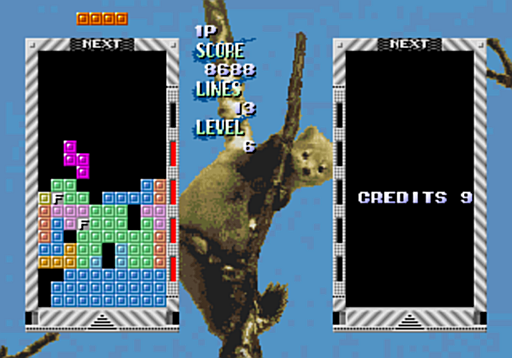 NEXT
1P
SCORE
8688
LINES
13
LEVEL
6
F
F
NEXT
CREDITS 9